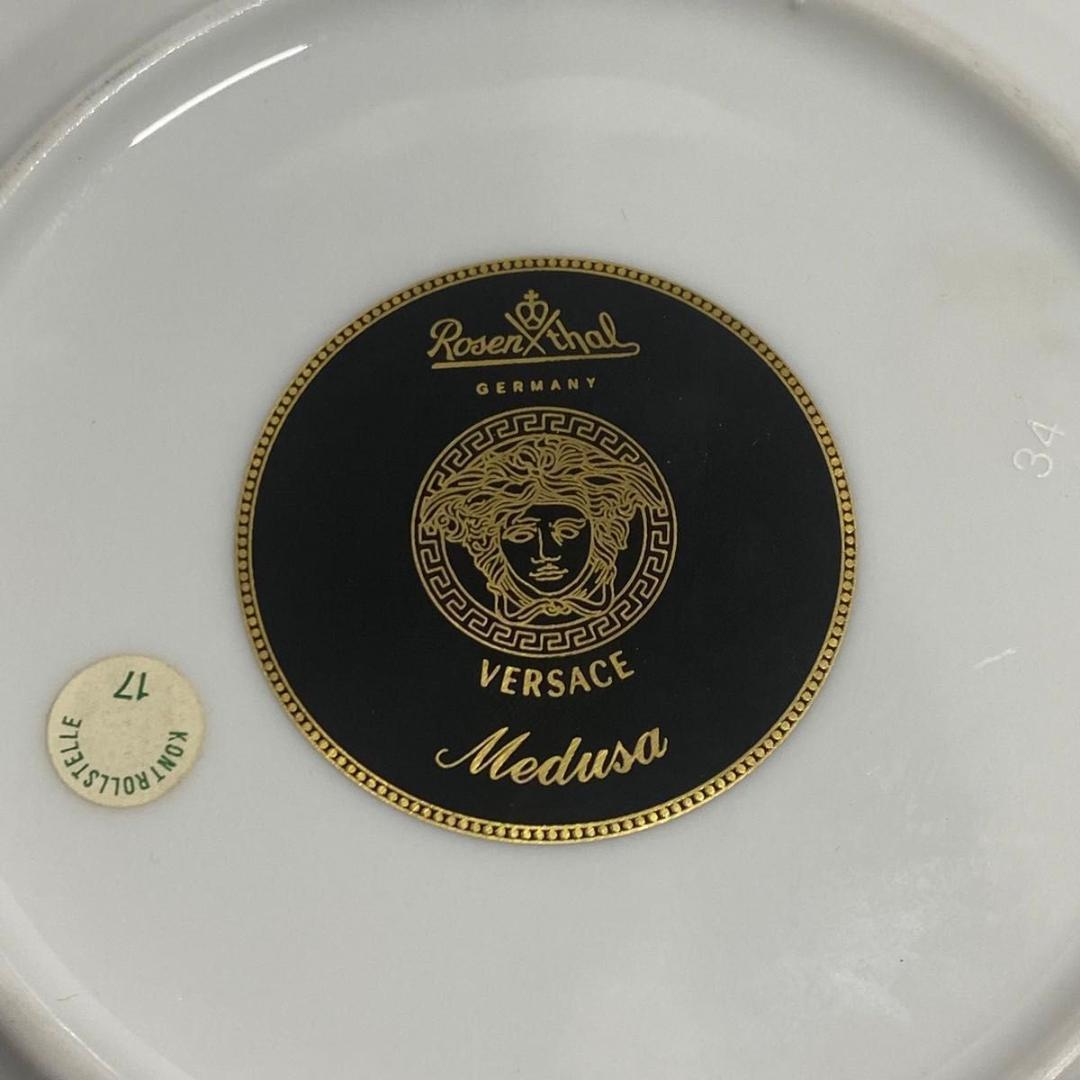 Rosenthal
GERMANY
VERSACE
Medusa
34
17
KONTROLLSTELLE